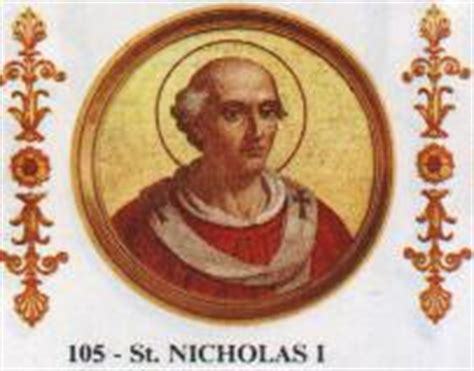 105 - St. NICHOLAS I